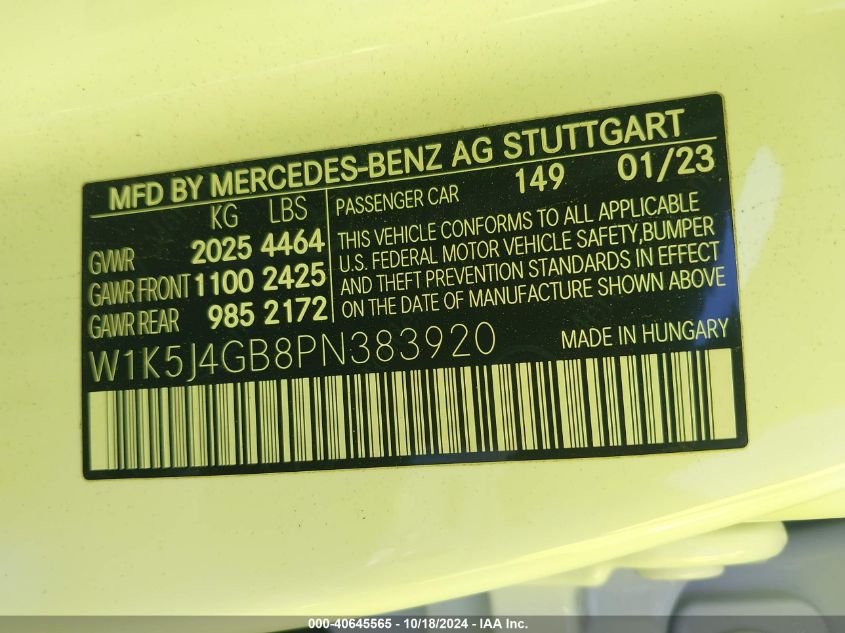 MFD BY MERCEDES-BENZ AG STUTTGART
KG LBS
GVWR 2025 4464
GAWR FRONT 1100 2425
GAWR REAR 985 2172
PASSENGER CAR 149 01/23
THIS VEHICLE CONFORMS TO ALL APPLICABLE
U.S. FEDERAL MOTOR VEHICLE SAFETY,BUMPER
AND THEFT PREVENTION STANDARDS IN EFFECT
ON THE DATE OF MANUFACTURE SHOWN ABOVE
W1K5J4GB8PN383920
MADE IN HUNGARY
000-40645565 - 10/18/2024 - IAA Inc.